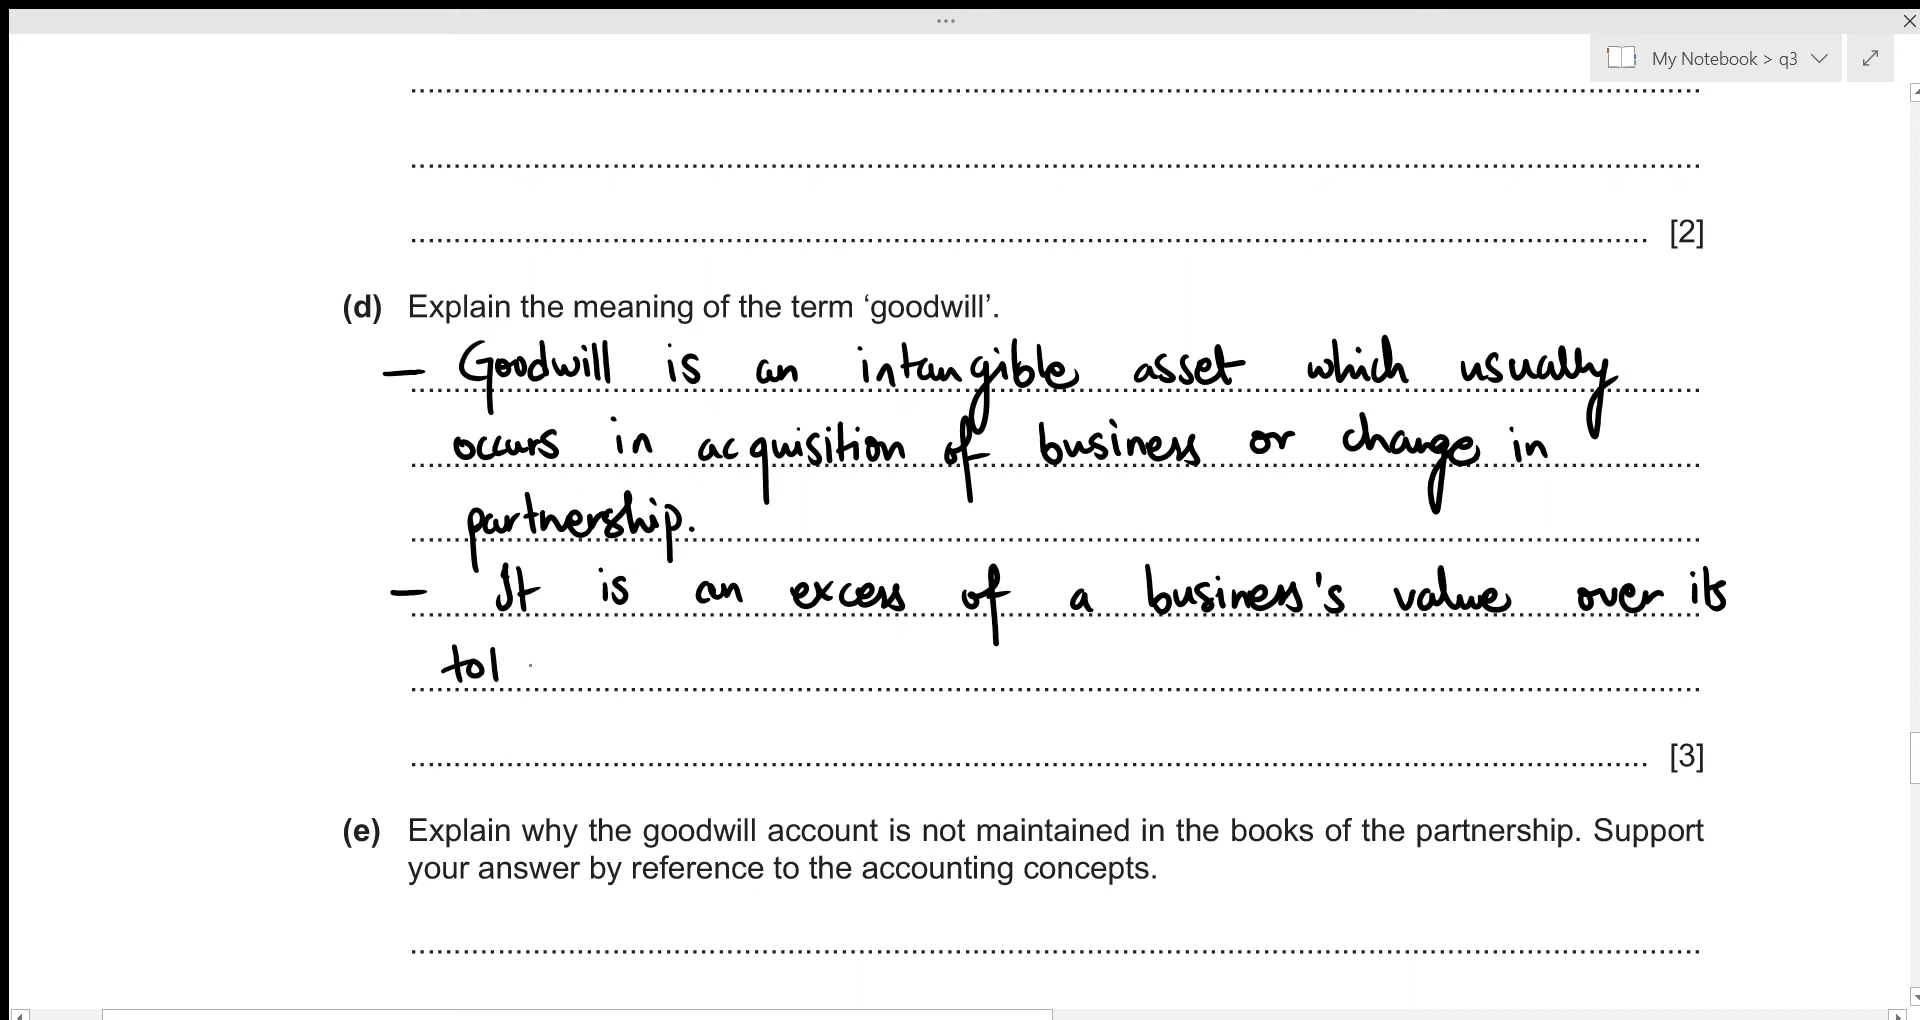 My Notebook > q3
[2]
(d) Explain the meaning of the term ‘goodwill’.
– Goodwill is an intangible asset which usually
occurs in acquisition of business or change in
partnership.
– It is an excess of a business's value over its
tol
[3]
(e) Explain why the goodwill account is not maintained in the books of the partnership. Support
your answer by reference to the accounting concepts.